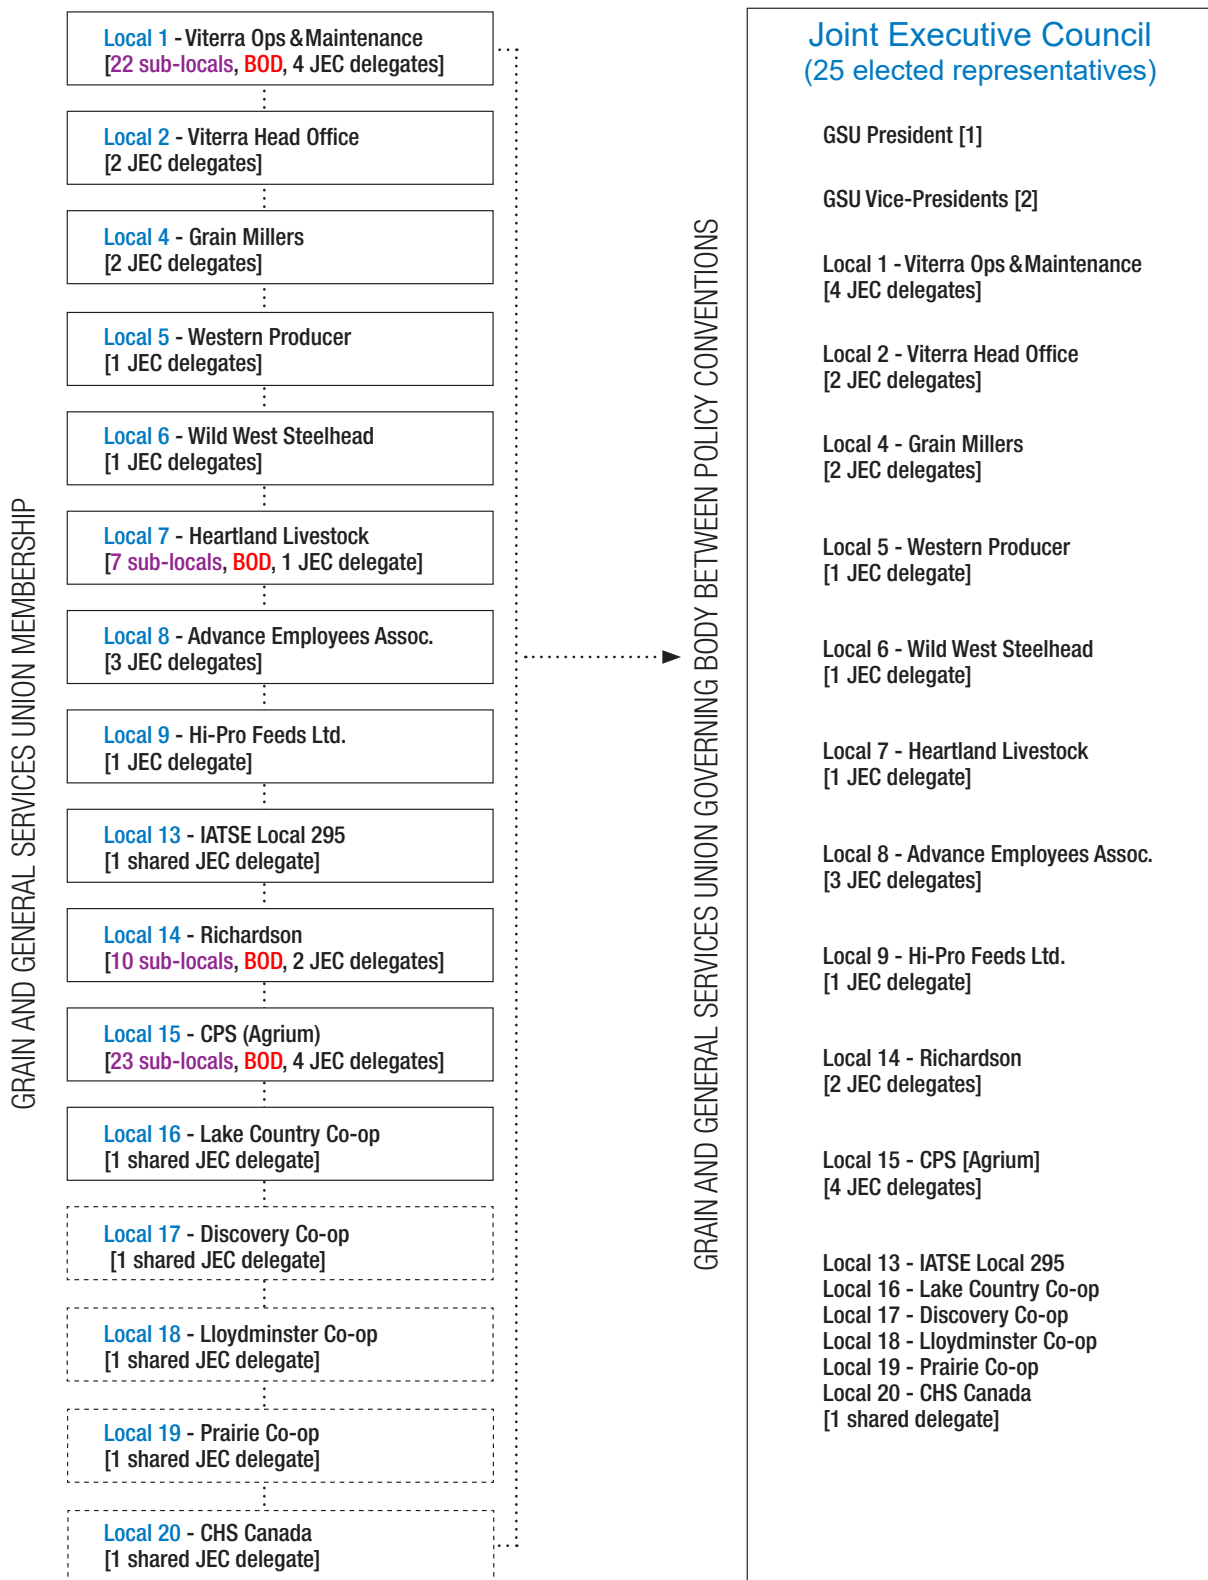 GRAIN AND GENERAL SERVICES UNION MEMBERSHIP
Local 1 - Viterra Ops & Maintenance
[22 sub-locals, BOD, 4 JEC delegates]
Local 2 - Viterra Head Office
[2 JEC delegates]
Local 4 - Grain Millers
[2 JEC delegates]
Local 5 - Western Producer
[1 JEC delegates]
Local 6 - Wild West Steelhead
[1 JEC delegates]
Local 7 - Heartland Livestock
[7 sub-locals, BOD, 1 JEC delegate]
Local 8 - Advance Employees Assoc.
[3 JEC delegates]
Local 9 - Hi-Pro Feeds Ltd.
[1 JEC delegate]
Local 13 - IATSE Local 295
[1 shared JEC delegate]
Local 14 - Richardson
[10 sub-locals, BOD, 2 JEC delegates]
Local 15 - CPS (Agrium)
[23 sub-locals, BOD, 4 JEC delegates]
Local 16 - Lake Country Co-op
[1 shared JEC delegate]
Local 17 - Discovery Co-op
[1 shared JEC delegate]
Local 18 - Lloydminster Co-op
[1 shared JEC delegate]
Local 19 - Prairie Co-op
[1 shared JEC delegate]
Local 20 - CHS Canada
[1 shared JEC delegate]
GRAIN AND GENERAL SERVICES UNION GOVERNING BODY BETWEEN POLICY CONVENTIONS
Joint Executive Council
(25 elected representatives)
GSU President [1]
GSU Vice-Presidents [2]
Local 1 - Viterra Ops & Maintenance
[4 JEC delegates]
Local 2 - Viterra Head Office
[2 JEC delegates]
Local 4 - Grain Millers
[2 JEC delegates]
Local 5 - Western Producer
[1 JEC delegate]
Local 6 - Wild West Steelhead
[1 JEC delegate]
Local 7 - Heartland Livestock
[1 JEC delegate]
Local 8 - Advance Employees Assoc.
[3 JEC delegates]
Local 9 - Hi-Pro Feeds Ltd.
[1 JEC delegate]
Local 14 - Richardson
[2 JEC delegates]
Local 15 - CPS [Agrium]
[4 JEC delegates]
Local 13 - IATSE Local 295
Local 16 - Lake Country Co-op
Local 17 - Discovery Co-op
Local 18 - Lloydminster Co-op
Local 19 - Prairie Co-op
Local 20 - CHS Canada
[1 shared delegate]